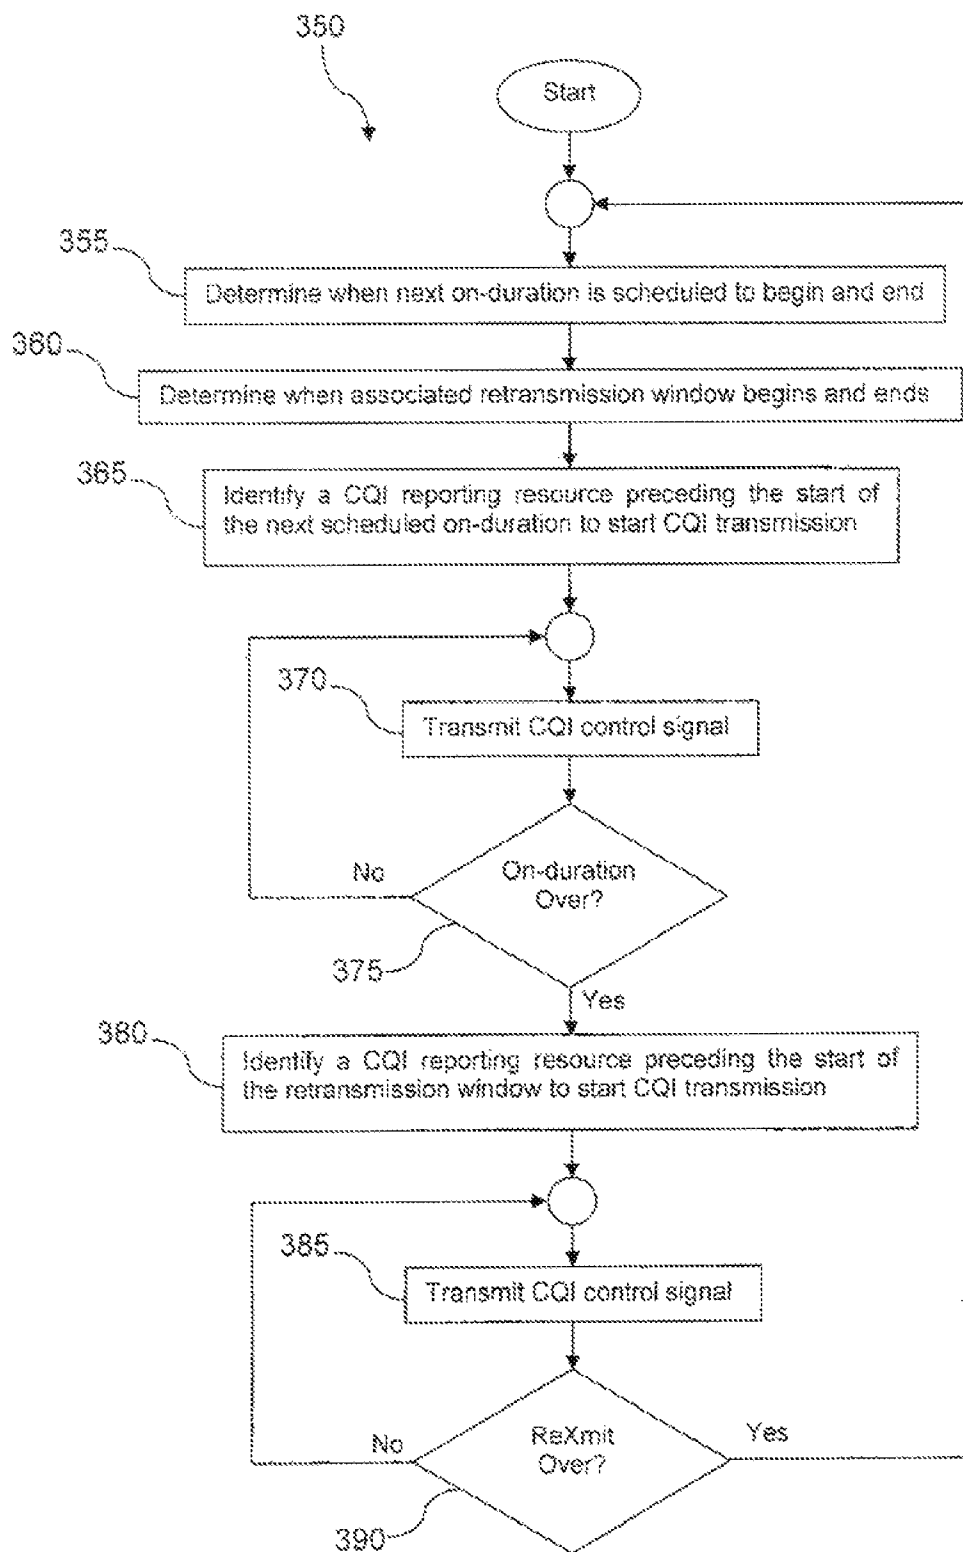 350
Start
355
Determine when next on-duration is scheduled to begin and end
360
Determine when associated retransmission window begins and ends
365
Identify a CQI reporting resource preceding the start of
the next scheduled on-duration to start CQI transmission
370
Transmit CQI control signal
On-duration
Over?
No
375
Yes
380
Identify a CQI reporting resource preceding the start of
the retransmission window to start CQI transmission
385
Transmit CQI control signal
ReXmit
Over?
No
Yes
390